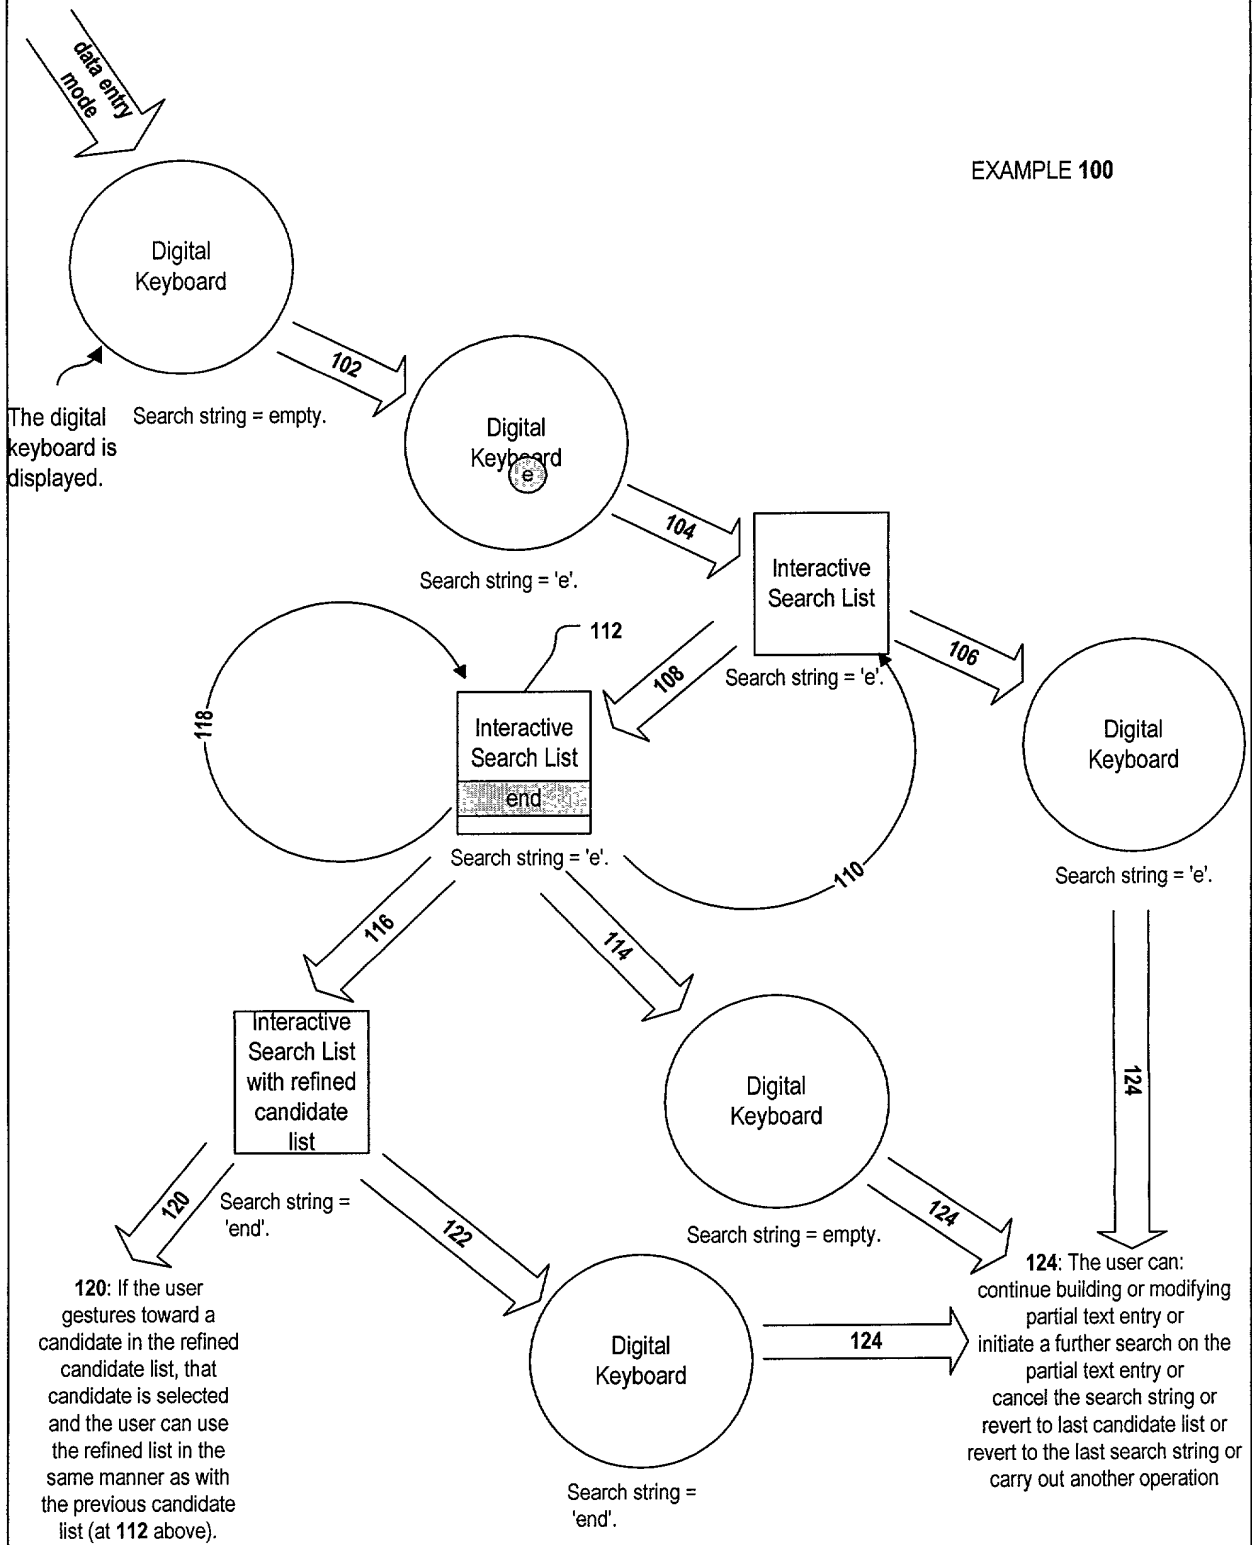 data entry
mode
EXAMPLE 100
Digital
Keyboard
102
The digital
keyboard is
displayed.
Search string = empty.
Digital
Keyboard
e
104
Search string = 'e'.
Interactive
Search List
112
106
108
Search string = 'e'.
118
Interactive
Search List
end
Digital
Keyboard
Search string = 'e'.
110
Search string = 'e'.
116
114
Interactive
Search List
with refined
candidate
list
Digital
Keyboard
124
120
Search string =
'end'.
122
124
Search string = empty.
120: If the user
gestures toward a
candidate in the refined
candidate list, that
candidate is selected
and the user can use
the refined list in the
same manner as with
the previous candidate
list (at 112 above).
Digital
Keyboard
124
Search string =
'end'.
124: The user can:
continue building or modifying
partial text entry or
initiate a further search on the
partial text entry or
cancel the search string or
revert to last candidate list or
revert to the last search string or
carry out another operation